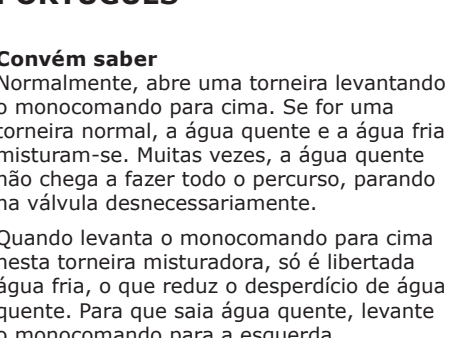 PORTUGUÊS
Convém saber
Normalmente, abre uma torneira levantando
o monocomando para cima. Se for uma
torneira normal, a água quente e a água fria
misturam-se. Muitas vezes, a água quente
não chega a fazer todo o percurso, parando
na válvula desnecessariamente.
Quando levanta o monocomando para cima
nesta torneira misturadora, só é libertada
água fria, o que reduz o desperdício de água
quente. Para que saia água quente, levante
o monocomando para a esquerda